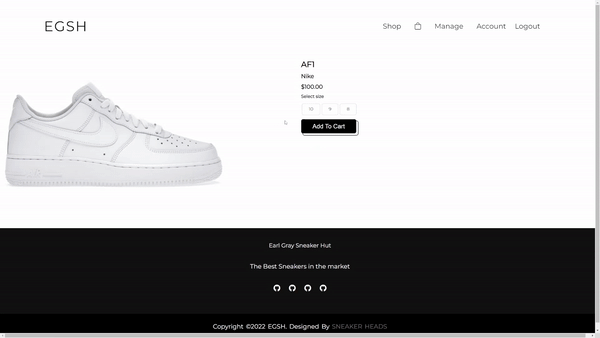 EGSH
Shop Manage Account Logout
AF1
Nike
$100.00
Select size
10 9 8
Add To Cart
Earl Gray Sneaker Hut
The Best Sneakers in the market
Copyright ©2022 EGSH. Designed By SNEAKER HEADS